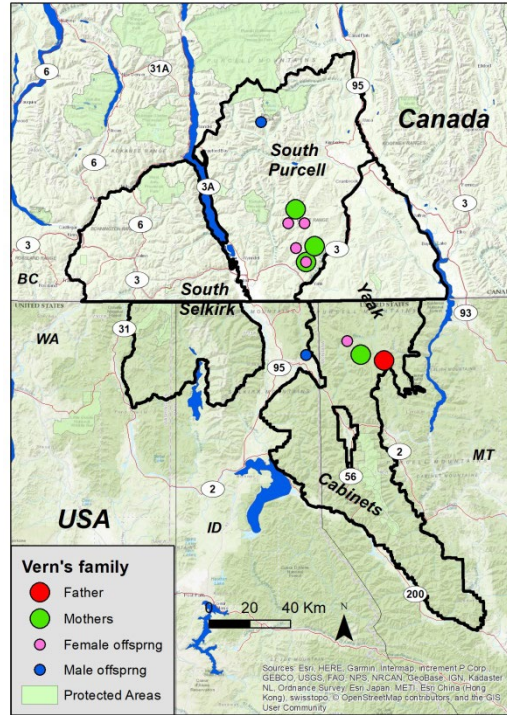 6
31A
95
Canada
6
South
Purcell
3A
6
6
3
3
3
BC
3
South
Selkirk
Yaak
UNITED STATES
93
WA
31
95
MT
2
2
56
Cabinets
USA
ID
200
Vern's family
Father
Mothers
Female offsprng
Male offsprng
Protected Areas
0 20 40 Km
N
Sources: Esri, HERE, Garmin, Intermap, increment P Corp.,
GEBCO, USGS, FAO, NPS, NRCAN, GeoBase, IGN, Kadaster
NL, Ordnance Survey, Esri Japan, METI, Esri China (Hong
Kong), swisstopo, © OpenStreetMap contributors, and the GIS
User Community